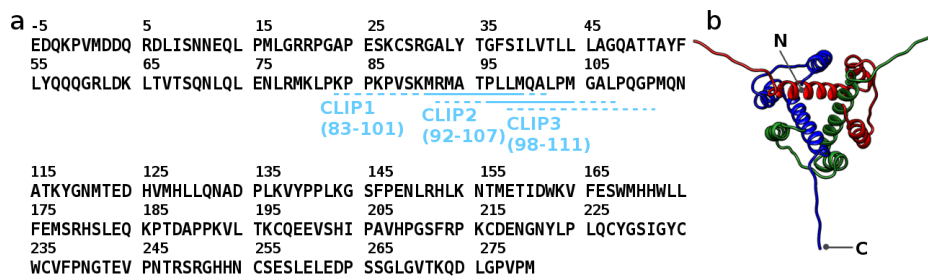 a
b
-5 5 15 25 35 45
EDQKPVMDDQ RDLISNNEQL PMLGRRPGAP ESKCSRGALY TGFSILVTLL LAGQATTAYF
55 65 75 85 95 105
LYQQQGRLDK LTVTSQNLQL ENLRMKLPKP PKPVSKMRMA TPLLMQALPM GALPQGPMQN
CLIP1
(83-101)
CLIP2
(92-107)
CLIP3
(98-111)
115 125 135 145 155 165
ATKYGNMTED HVMHLLQNAD PLKVYPPLKG SFPENLRHLK NTMETIDWKV FESWMHHWLL
175 185 195 205 215 225
FEMSRHSLEQ KPTDAPPKVL TKCQEEVSHI PAVHPGSFRP KCDENGNYLP LQCYGSIGYC
235 245 255 265 275
WCVFPNGTEV PNTRSRGHHN CSESLELEDP SSGLGVTKQD LGPVPM
N
C